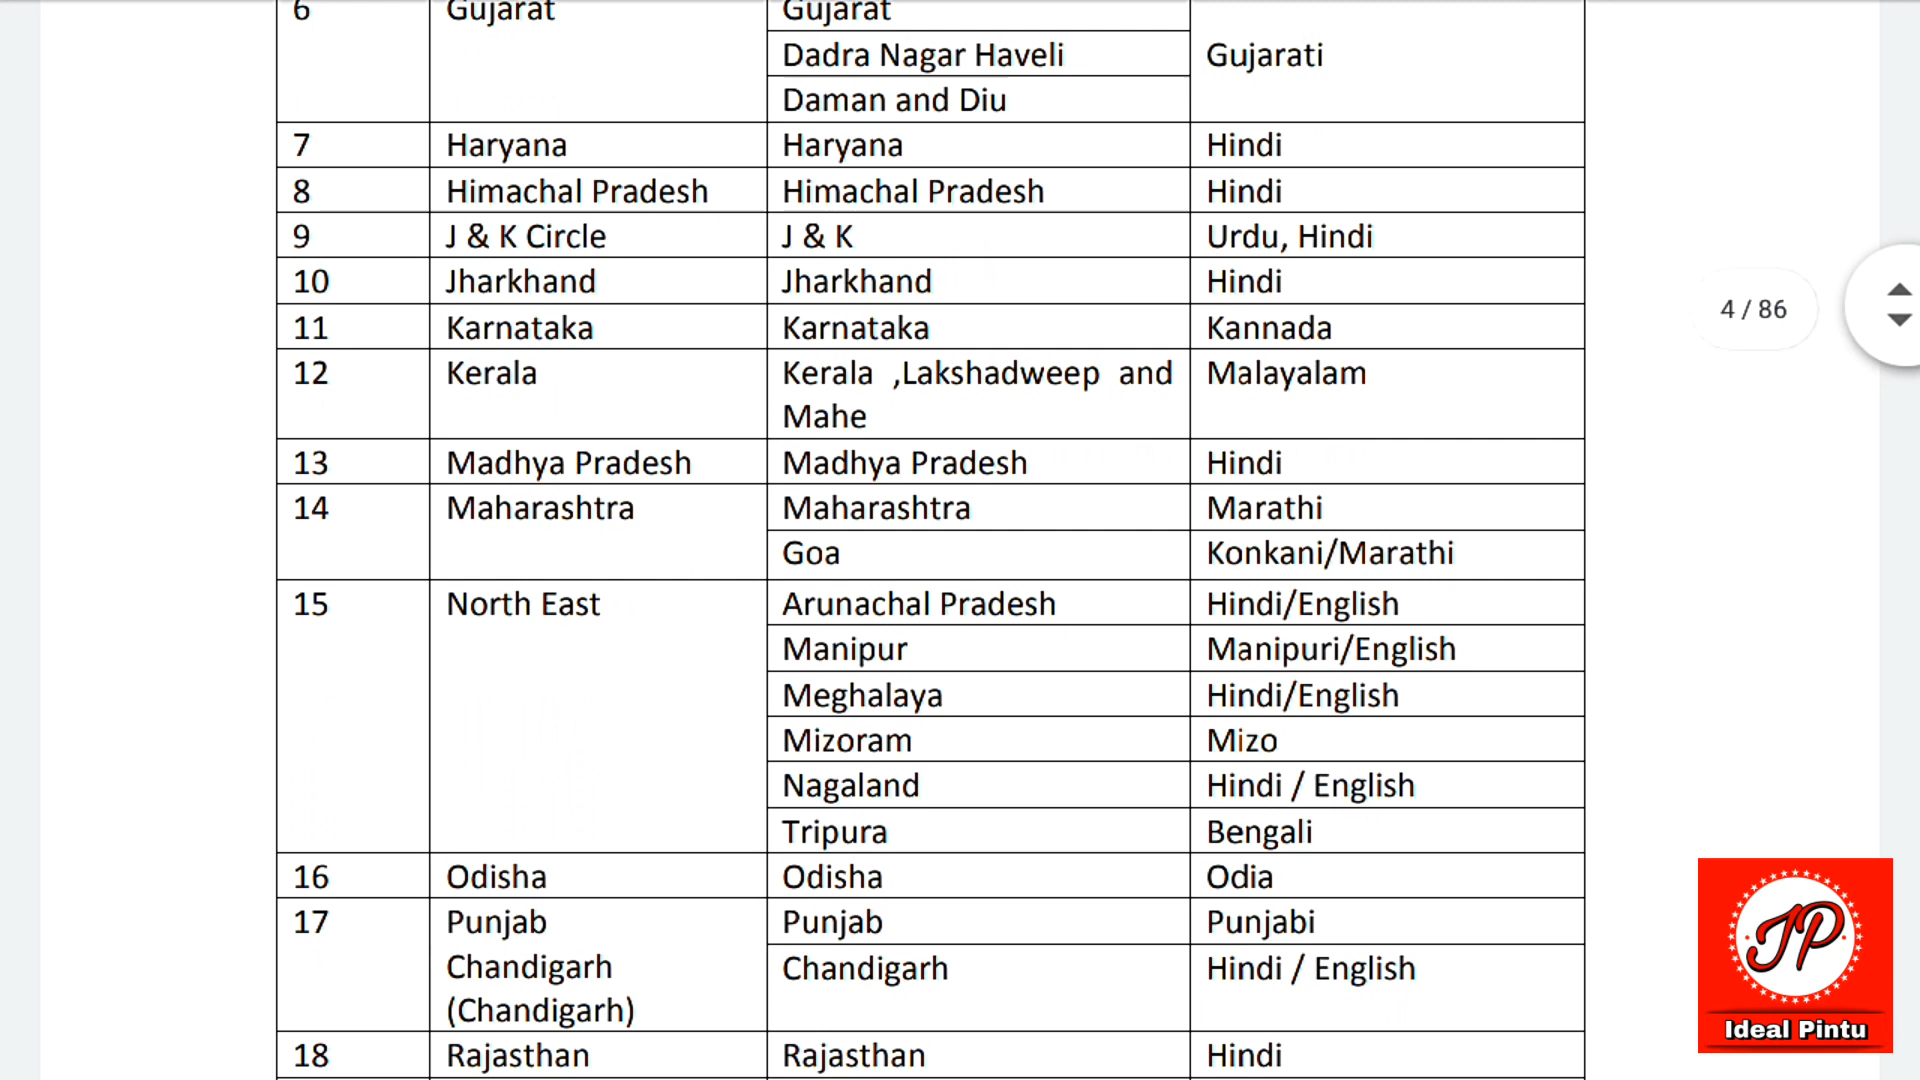 6 Gujarat Gujarat
Dadra Nagar Haveli Gujarati
Daman and Diu
7 Haryana Haryana Hindi
8 Himachal Pradesh Himachal Pradesh Hindi
9 J & K Circle J & K Urdu, Hindi
10 Jharkhand Jharkhand Hindi
11 Karnataka Karnataka Kannada
12 Kerala Kerala ,Lakshadweep and Malayalam
Mahe
13 Madhya Pradesh Madhya Pradesh Hindi
14 Maharashtra Maharashtra Marathi
Goa Konkani/Marathi
15 North East Arunachal Pradesh Hindi/English
Manipur Manipuri/English
Meghalaya Hindi/English
Mizoram Mizo
Nagaland Hindi / English
Tripura Bengali
16 Odisha Odisha Odia
17 Punjab Punjab Punjabi
Chandigarh Chandigarh Hindi / English
(Chandigarh)
18 Rajasthan Rajasthan Hindi
4 / 86
JP
Ideal Pintu